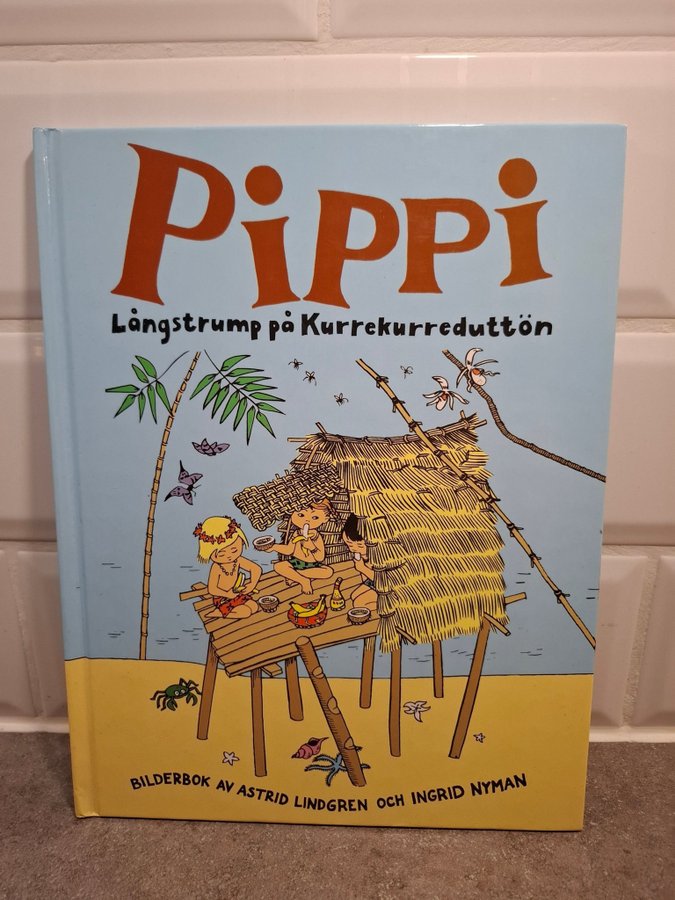 Pippi
Långstrump på Kurrekurreduttön
BILDERBOK AV ASTRID LINDGREN OCH INGRID NYMAN